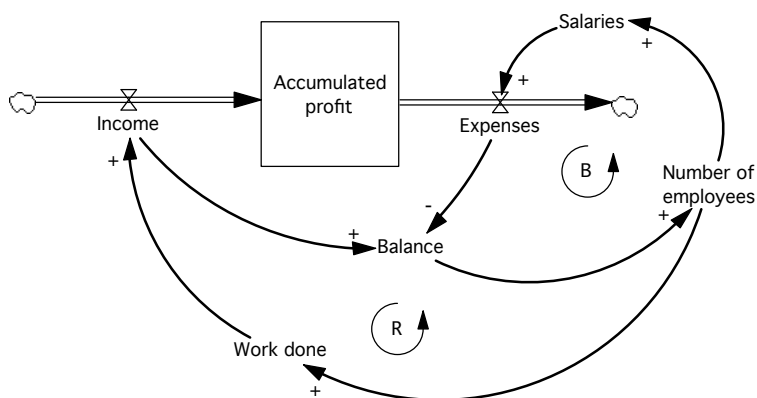 Salaries
+
+
+
Accumulated
profit
Income
Expenses
+
B
Number of
employees
-
+
+
Balance
R
Work done
+